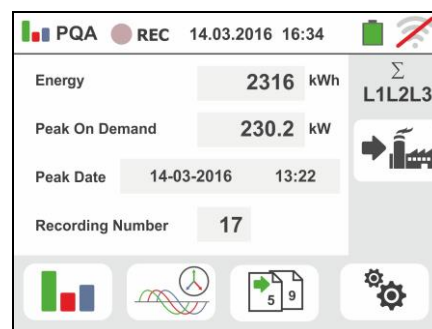 PQA REC 14.03.2016 16:34
Energy 2316 kWh
Σ
L1L2L3
Peak On Demand 230.2 kW
Peak Date 14-03-2016 13:22
Recording Number 17
5 9